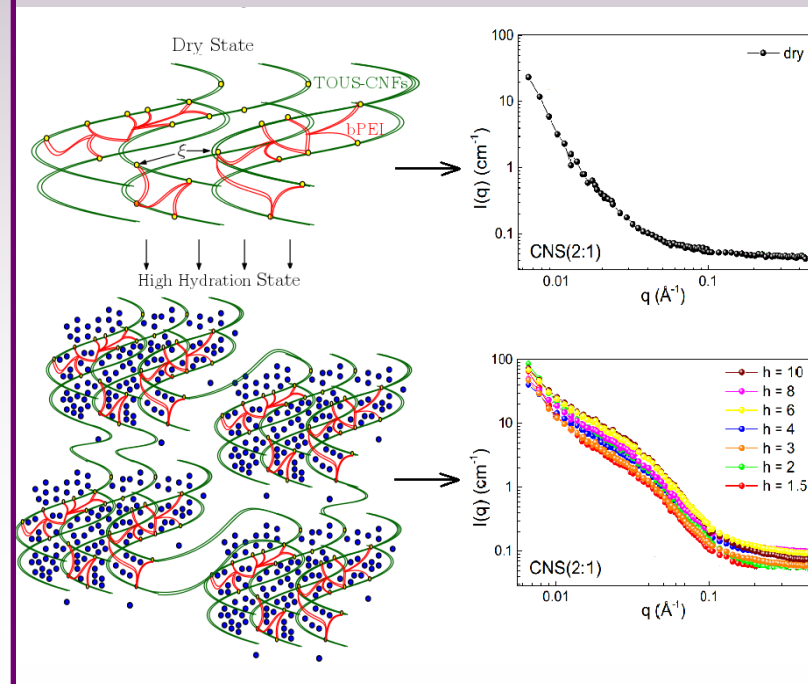 Dry State
TOUS-CNFs
bPEI
ξ
High Hydration State
100
10
1
0.1
I(q) (cm⁻¹)
dry
CNS(2:1)
0.01
0.1
q (Å⁻¹)
100
10
1
0.1
I(q) (cm⁻¹)
h = 10
h = 8
h = 6
h = 4
h = 3
h = 2
h = 1.5
CNS(2:1)
0.01
0.1
q (Å⁻¹)